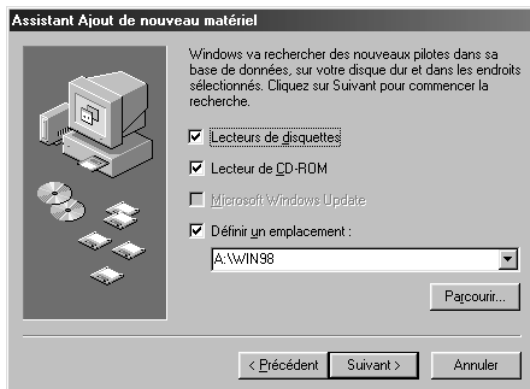 Assistant Ajout de nouveau matériel
Windows va rechercher des nouveaux pilotes dans sa
base de données, sur votre disque dur et dans les endroits
sélectionnés. Cliquez sur Suivant pour commencer la
recherche.
Lecteurs de disquettes
Lecteur de CD-ROM
Microsoft Windows Update
Définir un emplacement :
A:\WIN98
Parcourir...
< Précédent
Suivant >
Annuler